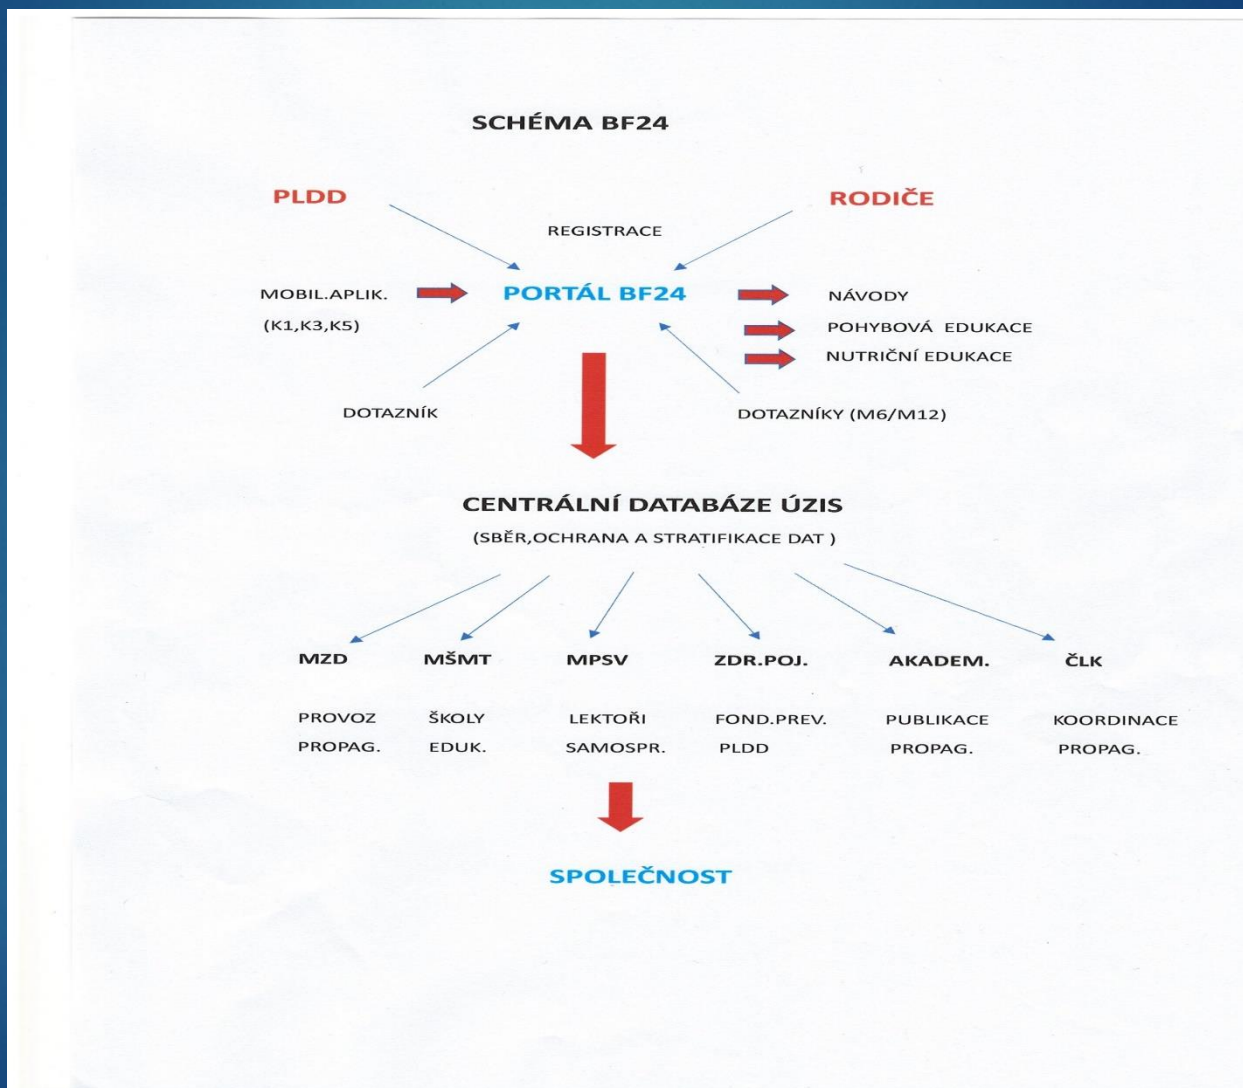 SCHÉMA BF24
PLDD
RODIČE
REGISTRACE
MOBIL.APLIK.
PORTÁL BF24
NÁVODY
(K1,K3,K5)
POHYBOVÁ EDUKACE
NUTRIČNÍ EDUKACE
DOTAZNÍK
DOTAZNÍKY (M6/M12)
CENTRÁLNÍ DATABÁZE ÚZIS
(SBĚR,OCHRANA A STRATIFIKACE DAT )
MZD MŠMT MPSV ZDR.POJ. AKADEM. ČLK
PROVOZ ŠKOLY LEKTOŘI FOND.PREV. PUBLIKACE KOORDINACE
PROPAG. EDUK. SAMOSPR. PLDD PROPAG. PROPAG.
SPOLEČNOST